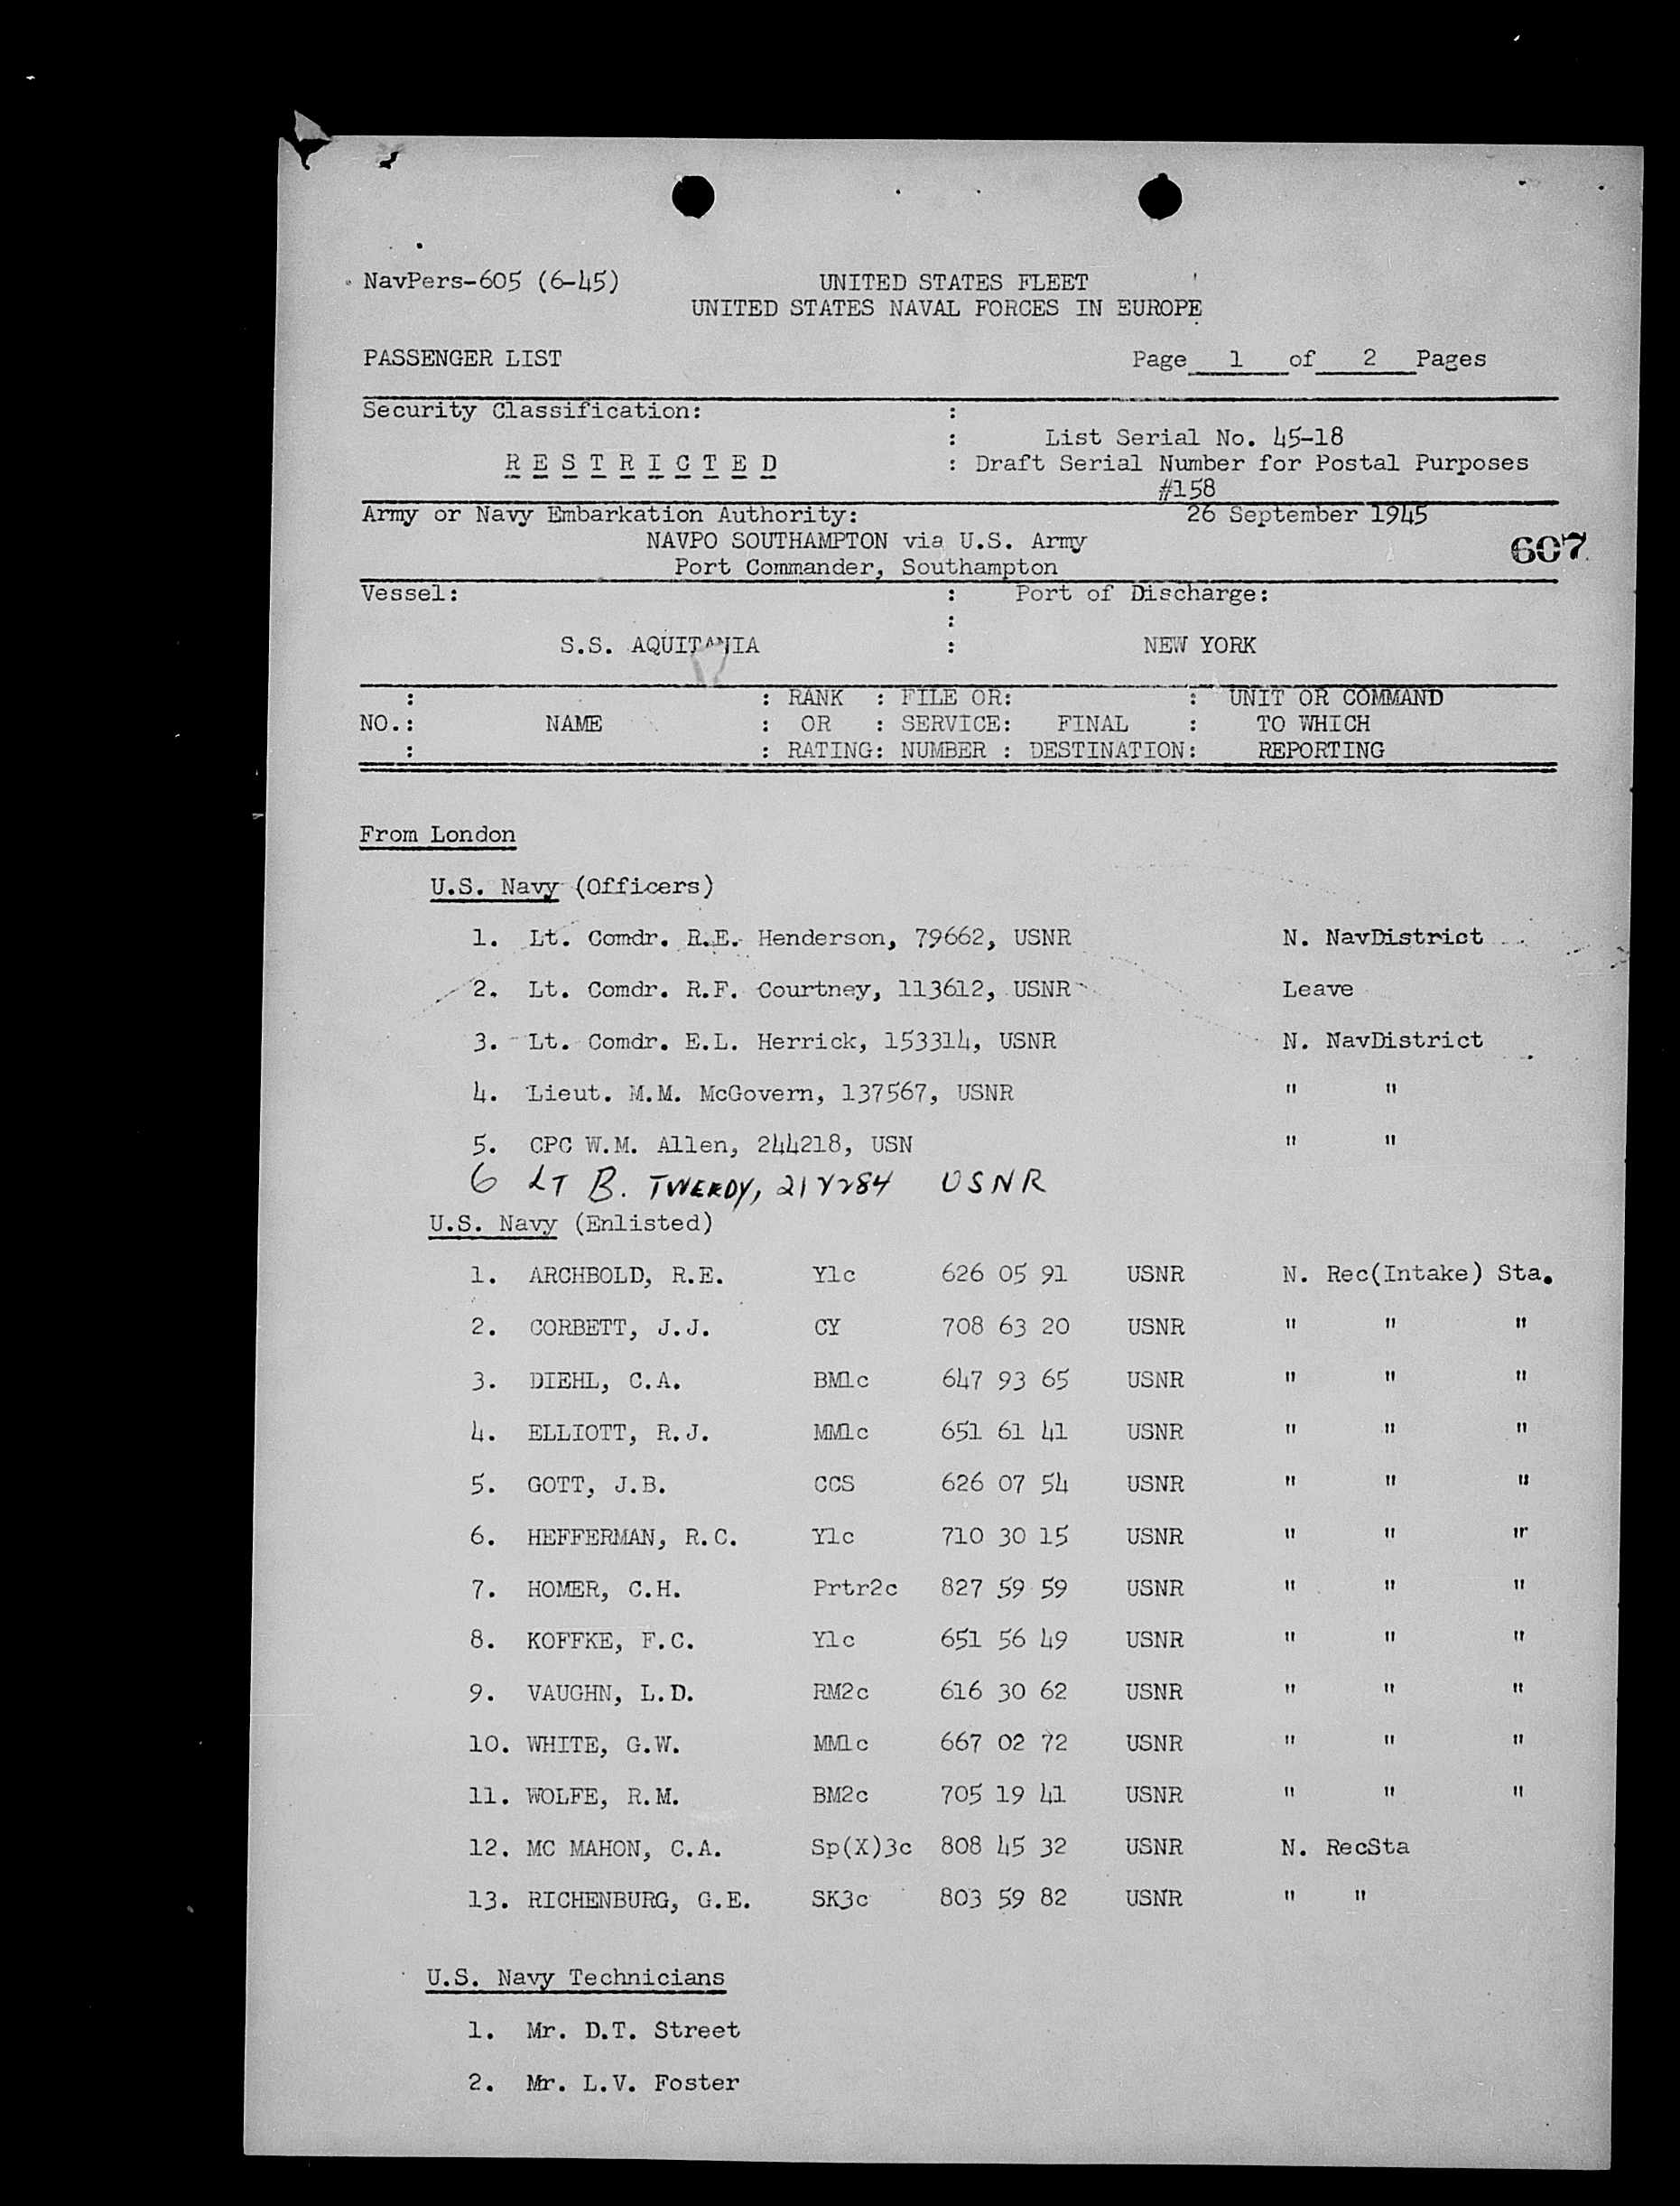 NavPers-605 (6-45) UNITED STATES FLEET
UNITED STATES NAVAL FORCES IN EUROPE
PASSENGER LIST Page 1 of 2 Pages
Security Classification: :
: List Serial No. 45-18
R E S T R I C T E D : Draft Serial Number for Postal Purposes
#158
Army or Navy Embarkation Authority: 26 September 1945
NAVPO SOUTHAMPTON via U.S. Army 607
Port Commander, Southampton
Vessel: : Port of Discharge:
:
S.S. AQUITANIA : NEW YORK
: : RANK : FILE OR: : UNIT OR COMMAND
NO.: NAME : OR : SERVICE: FINAL : TO WHICH
: : RATING: NUMBER : DESTINATION: REPORTING
From London
U.S. Navy (Officers)
1. Lt. Comdr. R.E. Henderson, 79662, USNR N. NavDistrict
2. Lt. Comdr. R.F. Courtney, 113612, USNR Leave
3. Lt. Comdr. E.L. Herrick, 153314, USNR N. NavDistrict
4. Lieut. M.M. McGovern, 137567, USNR " "
5. CPC W.M. Allen, 244218, USN " "
6 LT B. TWEEDY, USNR
U.S. Navy (Enlisted)
1. ARCHBOLD, R.E. Y1c 626 05 91 USNR N. Rec(Intake) Sta.
2. CORBETT, J.J. CY 708 63 20 USNR " " "
3. DIEHL, C.A. BM1c 647 93 65 USNR " " "
4. ELLIOTT, R.J. MM1c 651 61 41 USNR " " "
5. GOTT, J.B. CCS 626 07 54 USNR " " "
6. HEFFERMAN, R.C. Y1c 710 30 15 USNR " " "
7. HOMER, C.H. Prtr2c 827 59 59 USNR " " "
8. KOFFKE, F.C. Y1c 651 56 49 USNR " " "
9. VAUGHN, L.D. RM2c 616 30 62 USNR " " "
10. WHITE, G.W. MM1c 667 02 72 USNR " " "
11. WOLFE, R.M. BM2c 705 19 41 USNR " " "
12. MC MAHON, C.A. Sp(X)3c 808 45 32 USNR N. RecSta
13. RICHENBURG, G.E. SK3c 803 59 82 USNR " "
U.S. Navy Technicians
1. Mr. D.T. Street
2. Mr. L.V. Foster